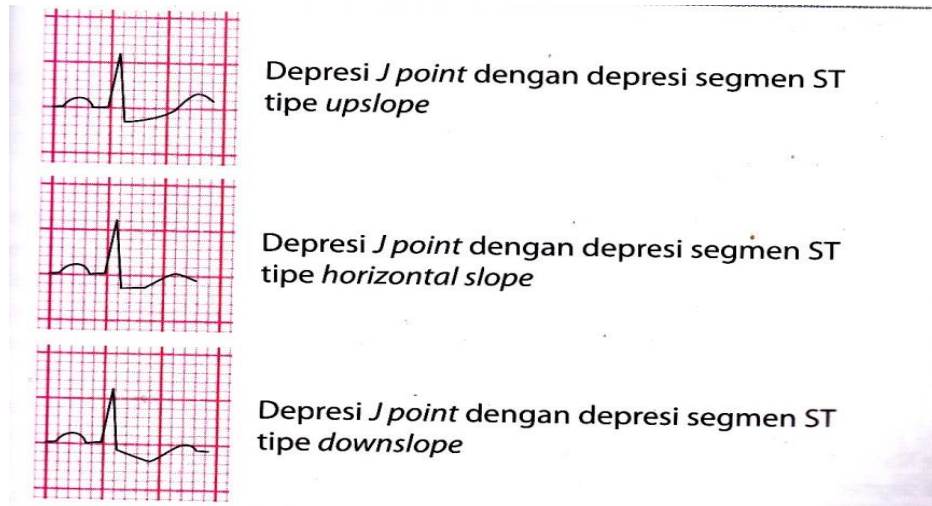 Depresi J point dengan depresi segmen ST
tipe upslope
Depresi J point dengan depresi segmen ST
tipe horizontal slope
Depresi J point dengan depresi segmen ST
tipe downslope